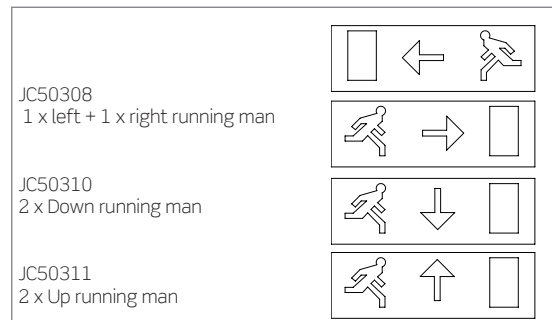 JC50308
1 x left + 1 x right running man
JC50310
2 x Down running man
JC50311
2 x Up running man